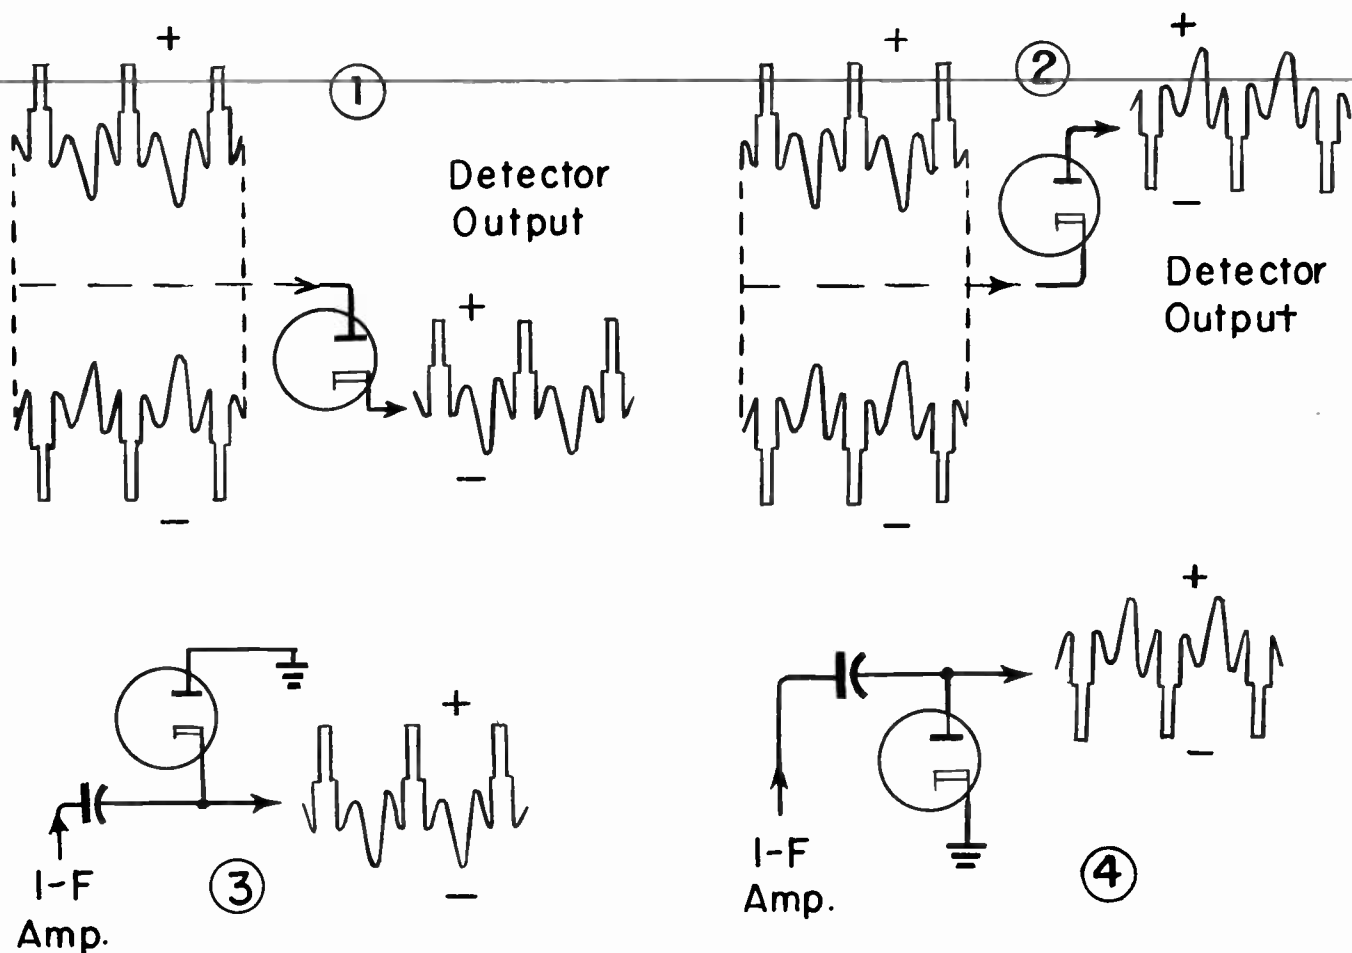 +
+
+
1
2
Detector
Output
−
Detector
Output
+
−
−
−
+
+
I-F
Amp.
3
−
−
I-F
Amp.
4